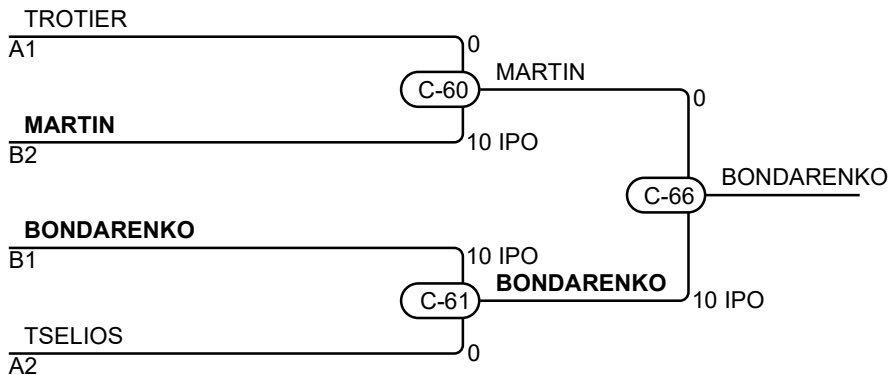 TROTIER
A1
0
C-60
MARTIN
MARTIN
B2
10 IPO
0
C-66
BONDARENKO
BONDARENKO
B1
10 IPO
C-61
BONDARENKO
10 IPO
TSELIOS
A2
0